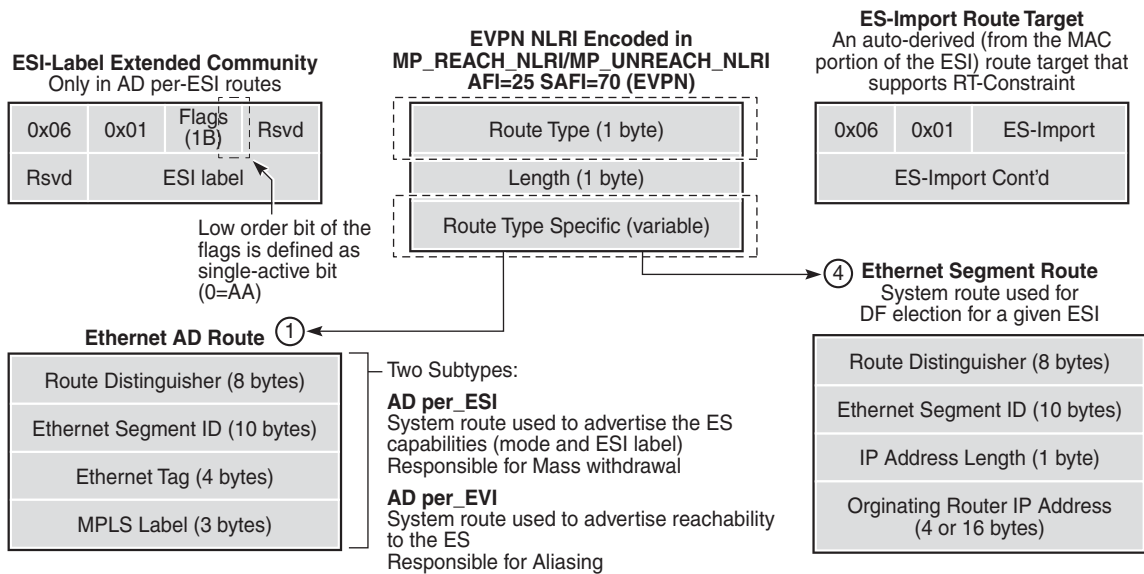 ESI-Label Extended Community
Only in AD per-ESI routes
0x06
0x01
Flags
(1B)
Rsvd
Rsvd
ESI label
Low order bit of the
flags is defined as
single-active bit
(0=AA)
EVPN NLRI Encoded in
MP_REACH_NLRI/MP_UNREACH_NLRI
AFI=25 SAFI=70 (EVPN)
Route Type (1 byte)
Length (1 byte)
Route Type Specific (variable)
ES-Import Route Target
An auto-derived (from the MAC
portion of the ESI) route target that
supports RT-Constraint
0x06
0x01
ES-Import
ES-Import Cont'd
Ethernet AD Route
1
Route Distinguisher (8 bytes)
Ethernet Segment ID (10 bytes)
Ethernet Tag (4 bytes)
MPLS Label (3 bytes)
Two Subtypes:
AD per_ESI
System route used to advertise the ES
capabilities (mode and ESI label)
Responsible for Mass withdrawal
AD per_EVI
System route used to advertise reachability
to the ES
Responsible for Aliasing
4
Ethernet Segment Route
System route used for
DF election for a given ESI
Route Distinguisher (8 bytes)
Ethernet Segment ID (10 bytes)
IP Address Length (1 byte)
Orginating Router IP Address
(4 or 16 bytes)